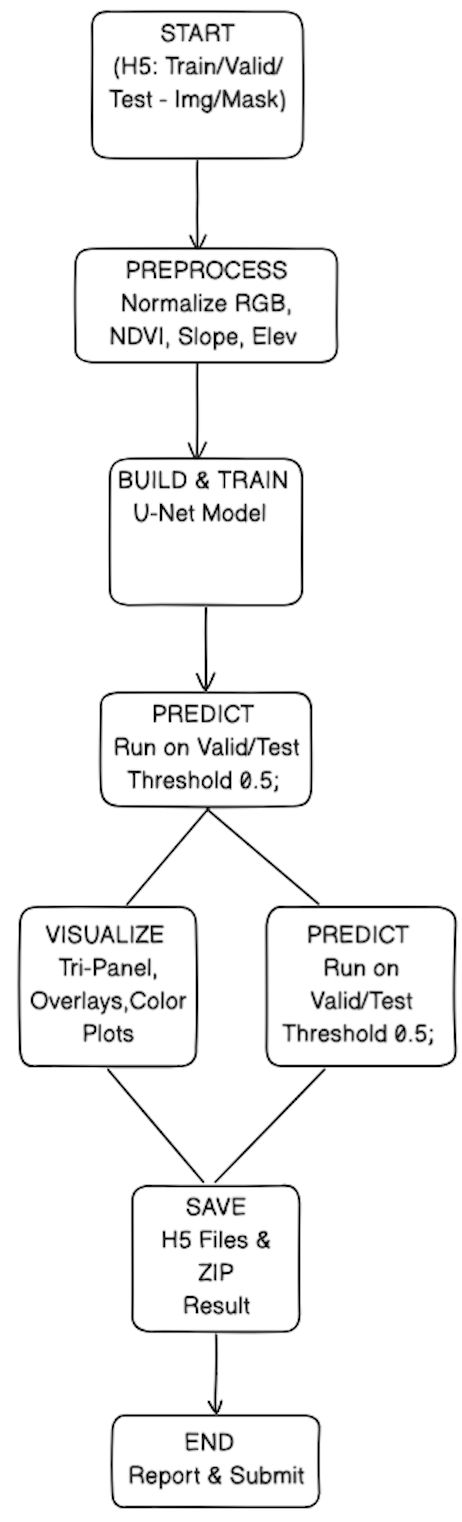 START
(H5: Train/Valid/
Test - Img/Mask)
PREPROCESS
Normalize RGB,
NDVI, Slope, Elev
BUILD & TRAIN
U-Net Model
PREDICT
Run on Valid/Test
Threshold 0.5;
VISUALIZE
Tri-Panel,
Overlays,Color
Plots
PREDICT
Run on
Valid/Test
Threshold 0.5;
SAVE
H5 Files &
ZIP
Result
END
Report & Submit